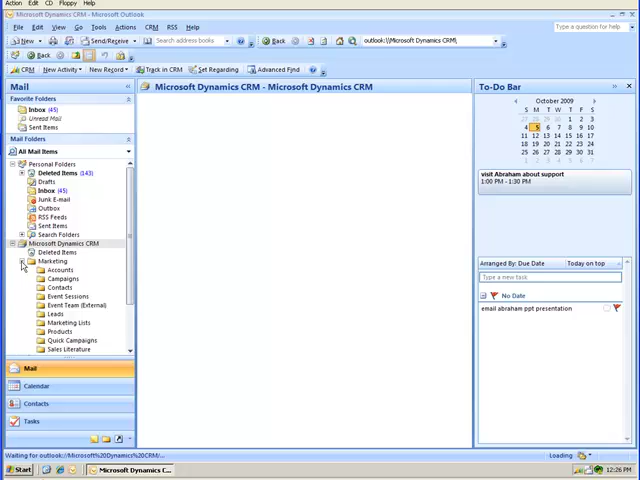 Action Edit CD Floppy Help
Microsoft Dynamics CRM - Microsoft Outlook
File Edit View Go Tools Actions CRM RSS Help
Type a question for help
New Send/Receive Search address books Back outlook:\\Microsoft Dynamics CRM\
Back
CRM New Activity New Record Track in CRM Set Regarding Advanced Find
Mail
Favorite Folders
Inbox (45)
Unread Mail
Sent Items
Mail Folders
All Mail Items
Personal Folders
Deleted Items (143)
Drafts
Inbox (45)
Junk E-mail
Outbox
RSS Feeds
Sent Items
Search Folders
Microsoft Dynamics CRM
Deleted Items
Marketing
Accounts
Campaigns
Contacts
Event Sessions
Event Team (External)
Leads
Marketing Lists
Products
Quick Campaigns
Sales Literature
Mail
Calendar
Contacts
Tasks
Microsoft Dynamics CRM - Microsoft Dynamics CRM
To-Do Bar
October 2009
S M T W T F S
27 28 29 30 1 2 3
4 5 6 7 8 9 10
11 12 13 14 15 16 17
18 19 20 21 22 23 24
25 26 27 28 29 30 31
visit Abraham about support
1:00 PM - 1:30 PM
Arranged By: Due Date Today on top
Type a new task
No Date
email abraham ppt presentation
Waiting for outlook://Microsoft%20Dynamics%20CRM/...
Loading
Start Microsoft Dynamics C... 12:26 PM